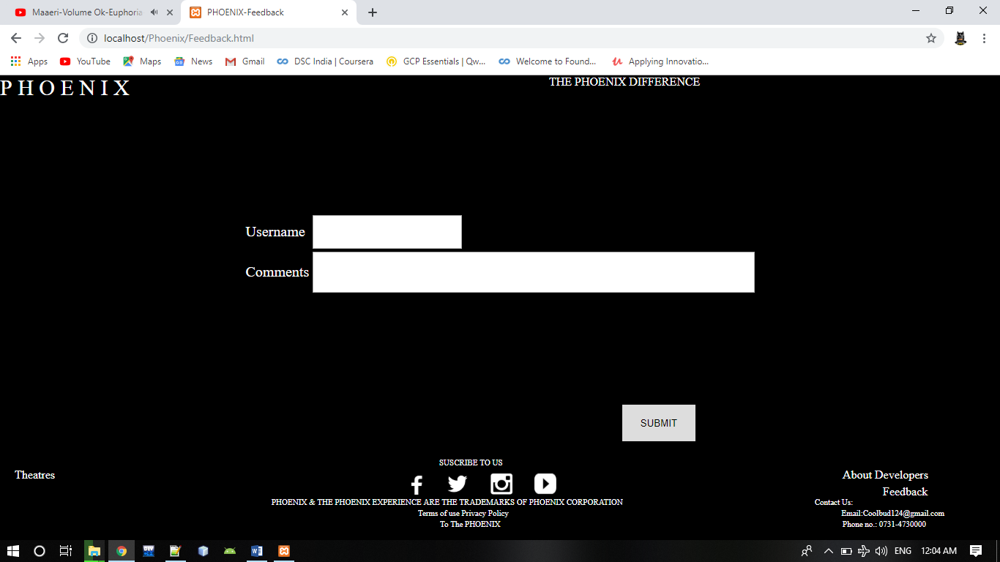 Maaeri-Volume Ok-Euphoria
PHOENIX-Feedback
localhost/Phoenix/Feedback.html
Apps YouTube Maps News Gmail DSC India | Coursera GCP Essentials | Qw... Welcome to Found... Applying Innovatio...
P H O E N I X
THE PHOENIX DIFFERENCE
Username
Comments
SUBMIT
SUSCRIBE TO US
Theatres
About Developers
Feedback
PHOENIX & THE PHOENIX EXPERIENCE ARE THE TRADEMARKS OF PHOENIX CORPORATION
Contact Us:
Terms of use Privacy Policy
Email:Coolbud124@gmail.com
To The PHOENIX
Phone no.: 0731-4730000
ENG 12:04 AM